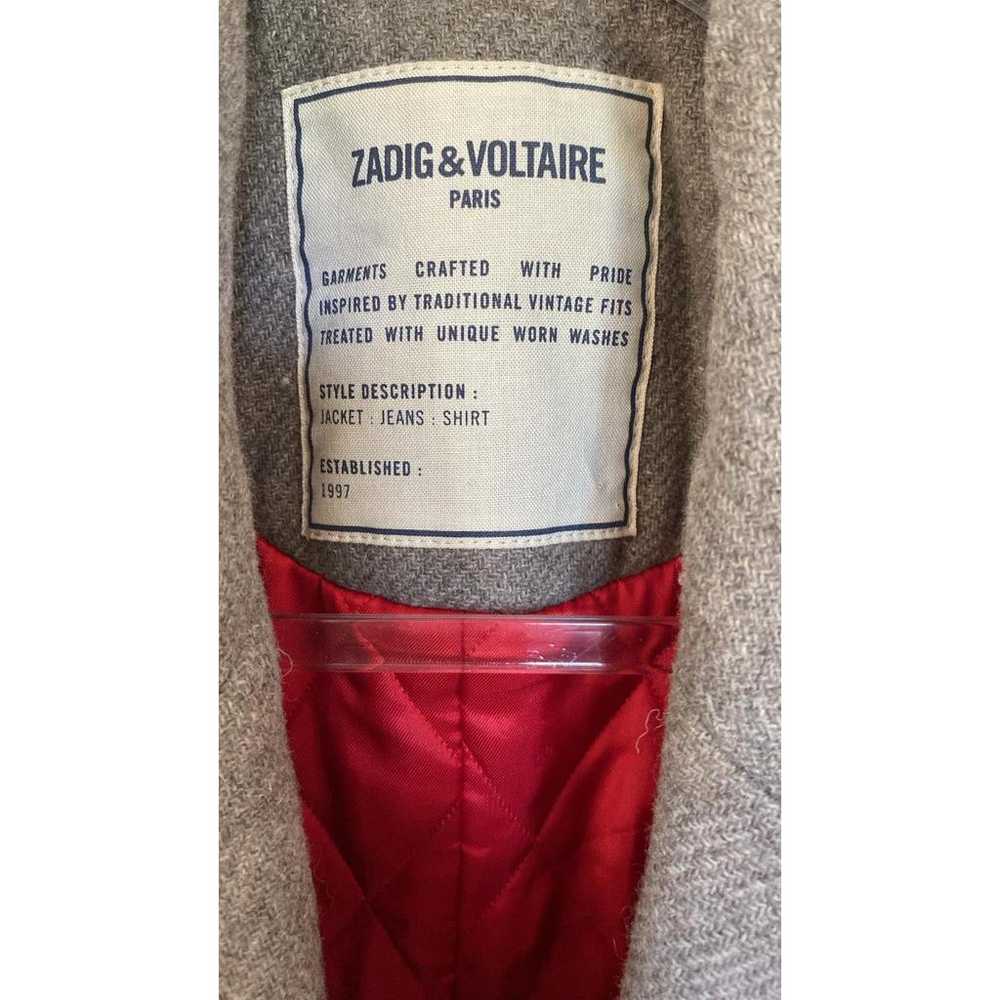 ZADIG&VOLTAIRE
PARIS
GARMENTS CRAFTED WITH PRIDE
INSPIRED BY TRADITIONAL VINTAGE FITS
TREATED WITH UNIQUE WORN WASHES
STYLE DESCRIPTION :
JACKET : JEANS : SHIRT
ESTABLISHED :
1997